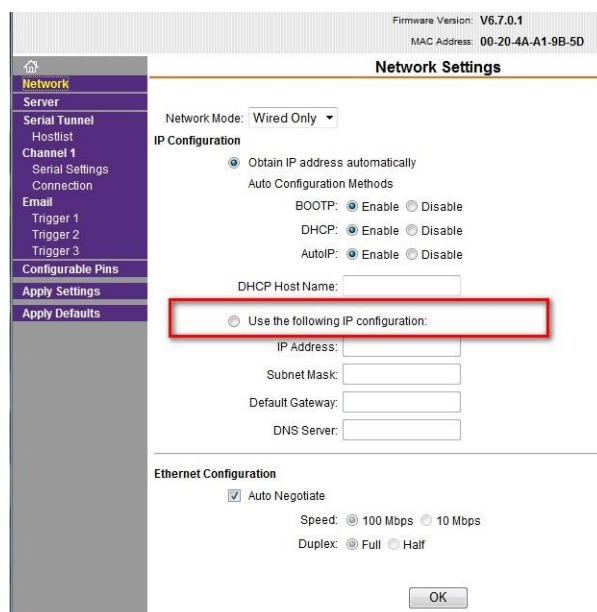 Firmware Version: V6.7.0.1
MAC Address: 00-20-4A-A1-9B-5D
Network Settings
Network
Server
Serial Tunnel
Hostlist
Channel 1
Serial Settings
Connection
Email
Trigger 1
Trigger 2
Trigger 3
Configurable Pins
Apply Settings
Apply Defaults
Network Mode: Wired Only
IP Configuration
Obtain IP address automatically
Auto Configuration Methods
BOOTP: Enable Disable
DHCP: Enable Disable
AutoIP: Enable Disable
DHCP Host Name:
Use the following IP configuration:
IP Address:
Subnet Mask:
Default Gateway:
DNS Server:
Ethernet Configuration
Auto Negotiate
Speed: 100 Mbps 10 Mbps
Duplex: Full Half
OK